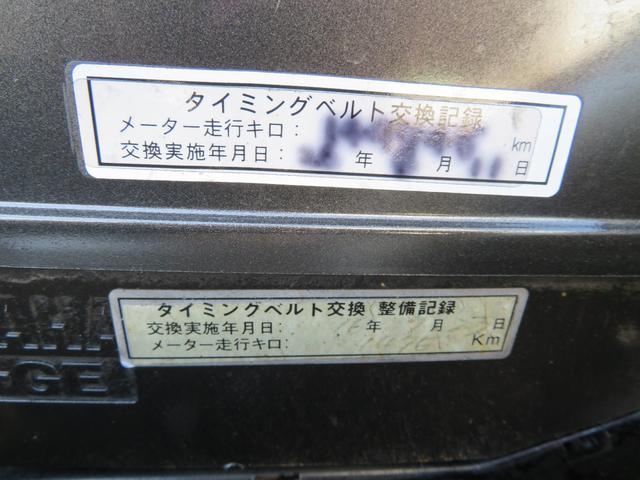 タイミングベルト交換記録
メーター走行キロ： km
交換実施年月日： 年 月 日
タイミングベルト交換〈整備記録〉
交換実施年月日： 年 月 日
メーター走行キロ： Km